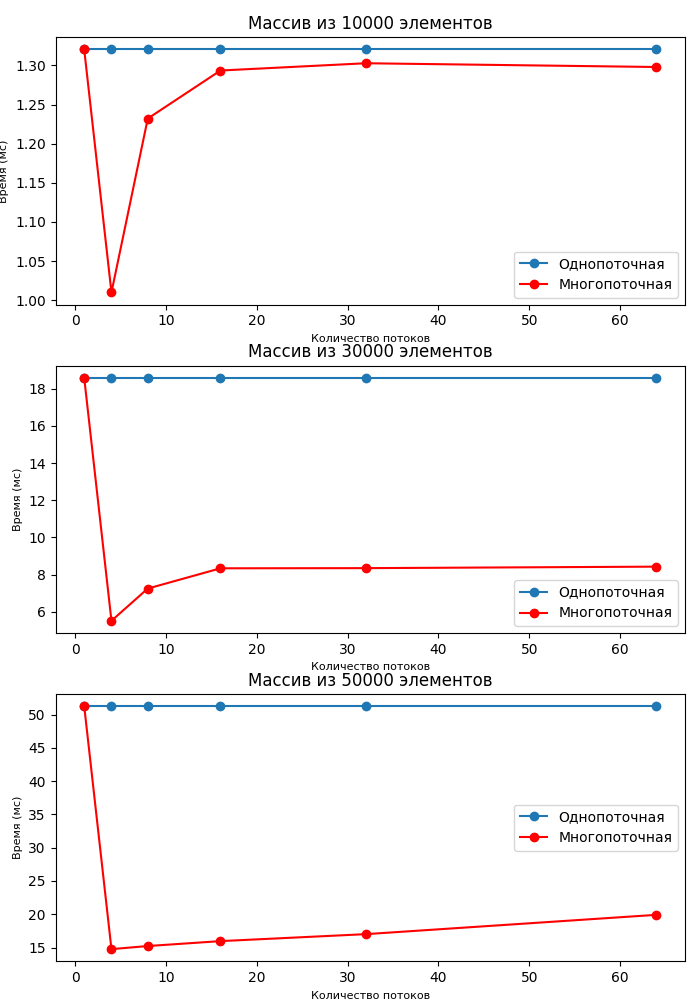 Массив из 10000 элементов
Время (мс)
1.30
1.25
1.20
1.15
1.10
1.05
1.00
Однопоточная
Многопоточная
0 10 20 30 40 50 60
Количество потоков
Массив из 30000 элементов
Время (мс)
18
16
14
12
10
8
6
Однопоточная
Многопоточная
0 10 20 30 40 50 60
Количество потоков
Массив из 50000 элементов
Время (мс)
50
45
40
35
30
25
20
15
Однопоточная
Многопоточная
0 10 20 30 40 50 60
Количество потоков